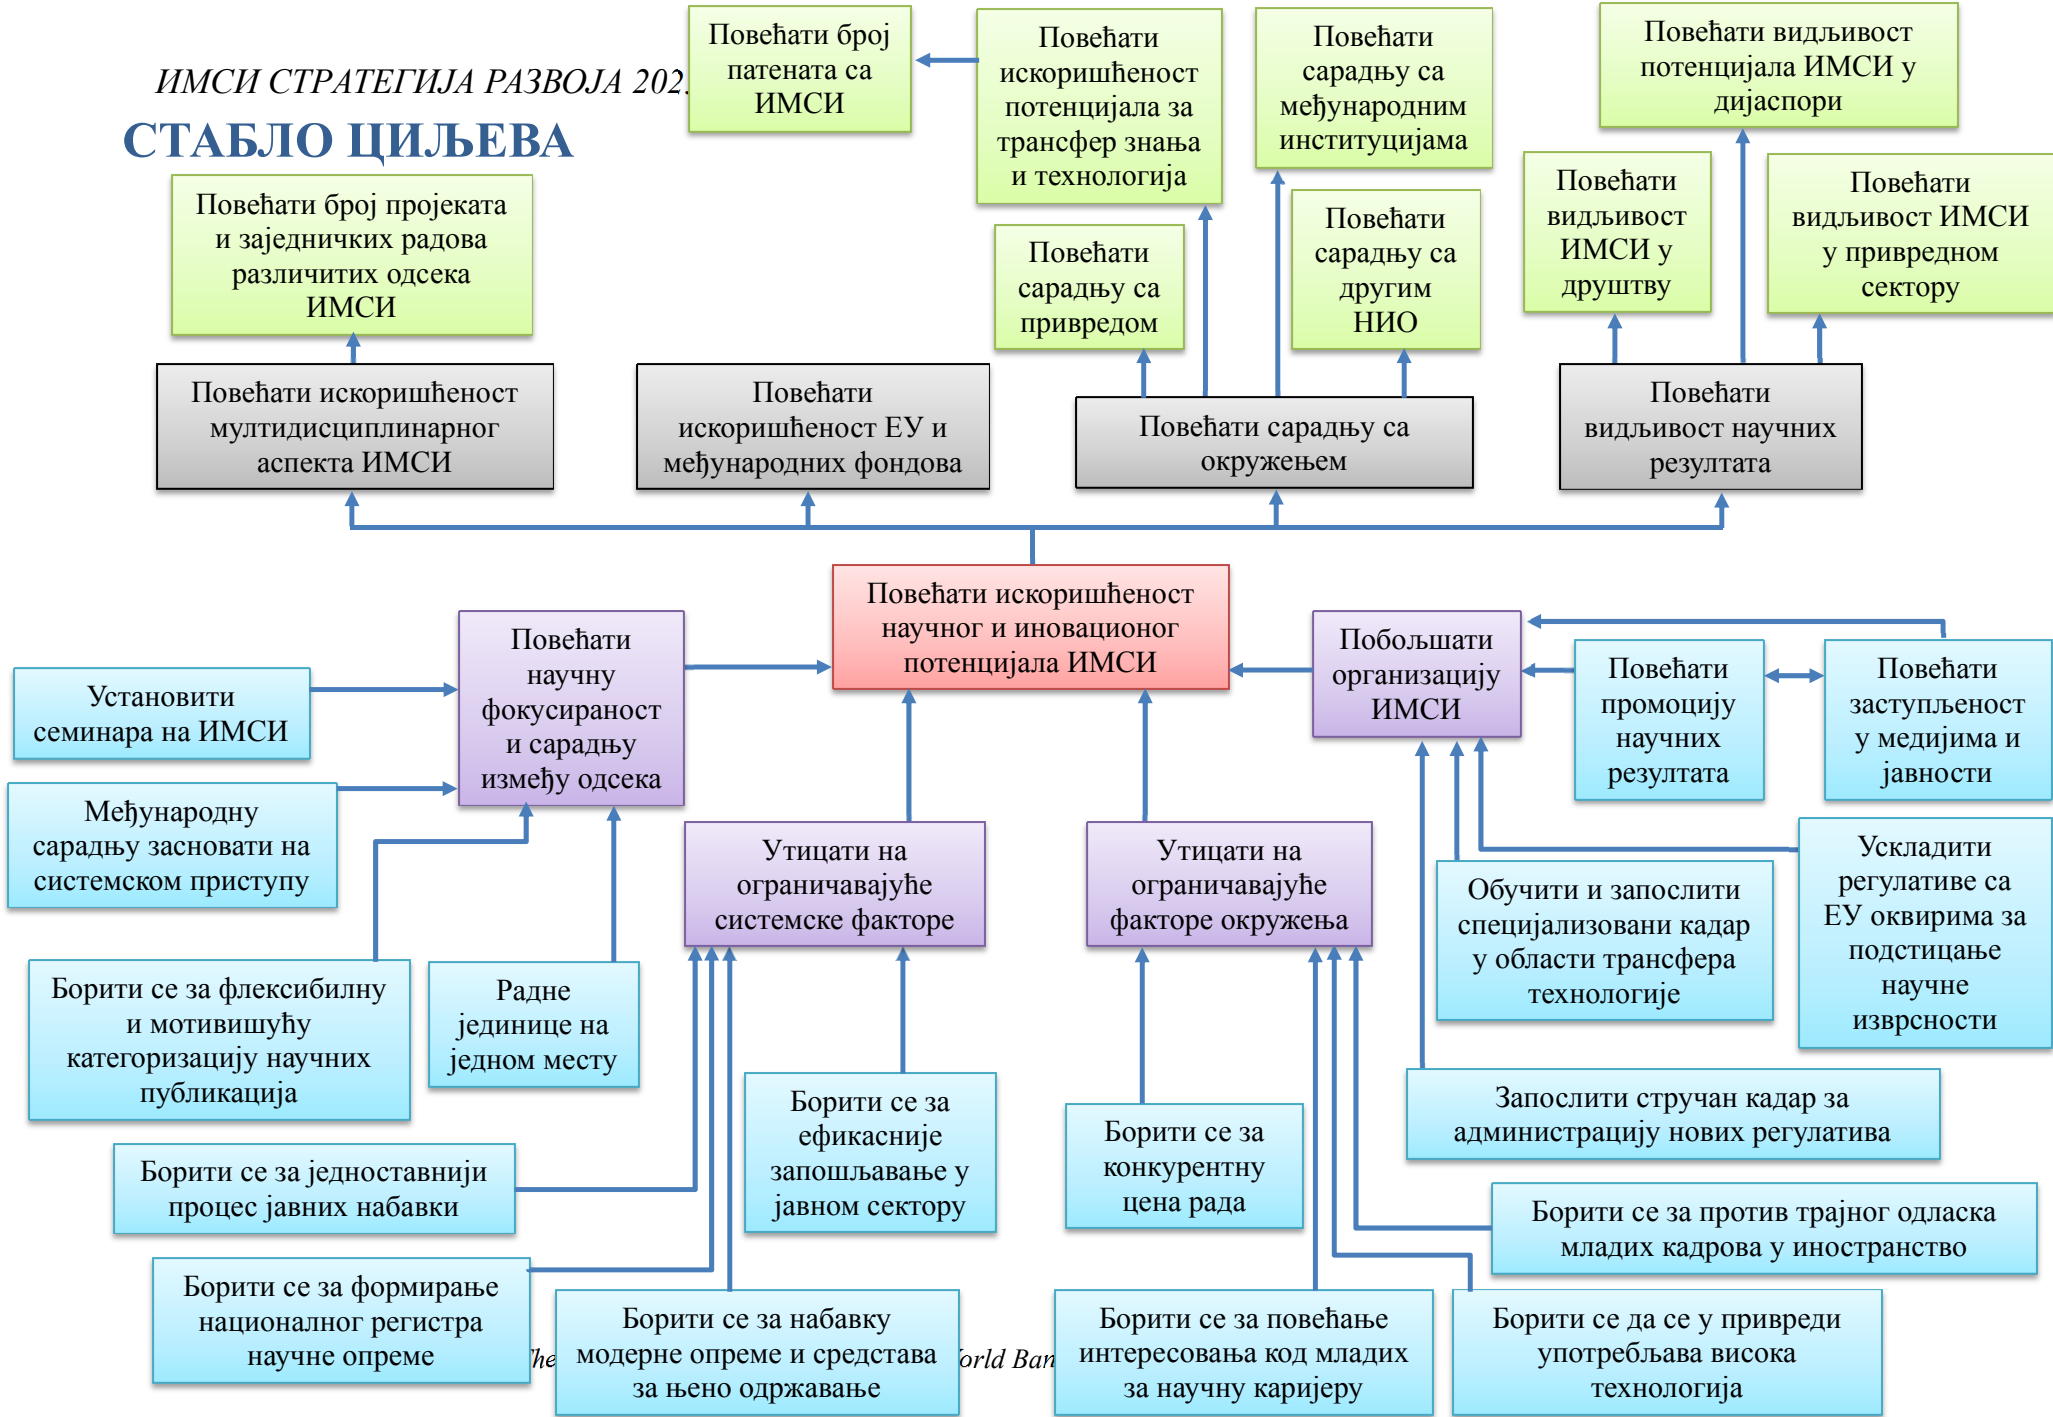 ИМСИ СТРАТЕГИЈА РАЗВОЈА 202
СТАБЛО ЦИЉЕВА
Повећати број
патената са
ИМСИ
Повећати
искоришћеност
потенцијала за
трансфер знања
и технологија
Повећати
сарадњу са
међународним
институцијама
Повећати видљивост
потенцијала ИМСИ у
дијаспори
Повећати број пројеката
и заједничких радова
различитих одсека
ИМСИ
Повећати
сарадњу са
привредом
Повећати
сарадњу са
другим
НИО
Повећати
видљивост
ИМСИ у
друштву
Повећати
видљивост ИМСИ
у привредном
сектору
Повећати искоришћеност
мултидисциплинарног
аспекта ИМСИ
Повећати
искоришћеност ЕУ и
међународних фондова
Повећати сарадњу са
окружењем
Повећати
видљивост научних
резултата
Повећати искоришћеност
научног и иновационог
потенцијала ИМСИ
Повећати
научну
фокусираност
и сарадњу
између одсека
Побољшати
организацију
ИМСИ
Повећати
промоцију
научних
резултата
Повећати
заступљеност
у медијима и
јавности
Установити
семинара на ИМСИ
Међународну
сарадњу засновати на
системском приступу
Утицати на
ограничавајуће
системске факторе
Утицати на
ограничавајуће
факторе окружења
Обучити и запослити
специјализовани кадар
у области трансфера
технологије
Ускладити
регулативе са
ЕУ оквирима за
подстицање
научне
изврсности
Борити се за флексибилну
и мотивишућу
категоризацију научних
публикација
Радне
јединице на
једном месту
Борити се за
ефикасније
запошљавање у
јавном сектору
Борити се за
конкурентну
цена рада
Запослити стручан кадар за
администрацију нових регулатива
Борити се за једноставнији
процес јавних набавки
Борити се за против трајног одласка
младих кадрова у иностранство
Борити се за формирање
националног регистра
научне опреме
Борити се за набавку
модерне опреме и средстава
за њено одржавање
Борити се за повећање
интересовања код младих
за научну каријеру
Борити се да се у привреди
употребљава висока
технологија